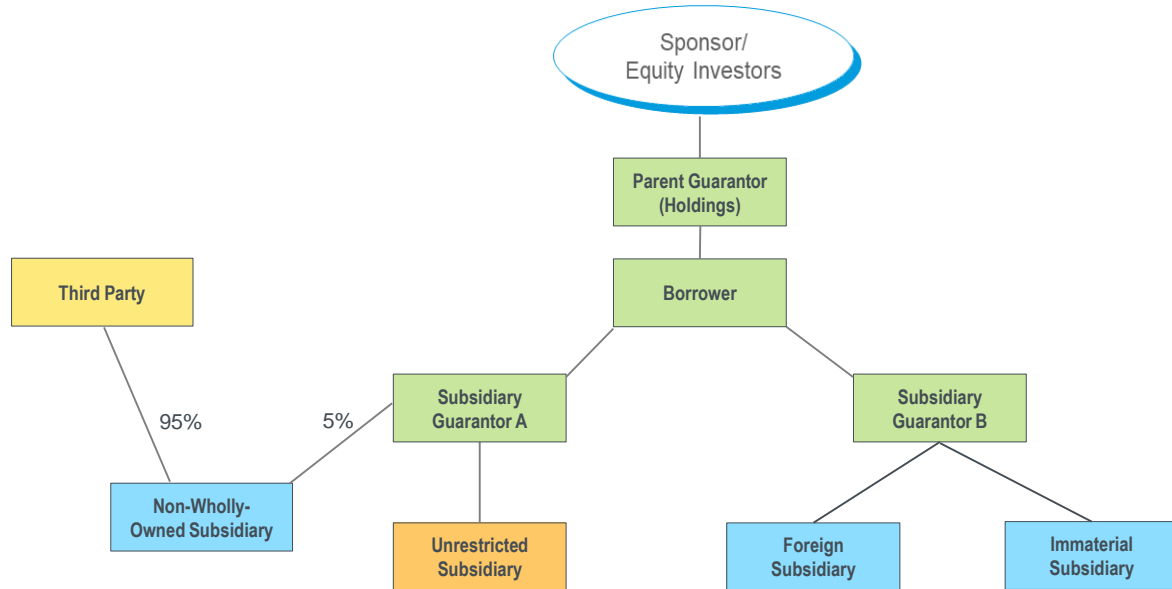 Sponsor/
Equity Investors
Parent Guarantor
(Holdings)
Third Party
Borrower
95%
5%
Subsidiary
Guarantor A
Subsidiary
Guarantor B
Non-Wholly-
Owned Subsidiary
Unrestricted
Subsidiary
Foreign
Subsidiary
Immaterial
Subsidiary